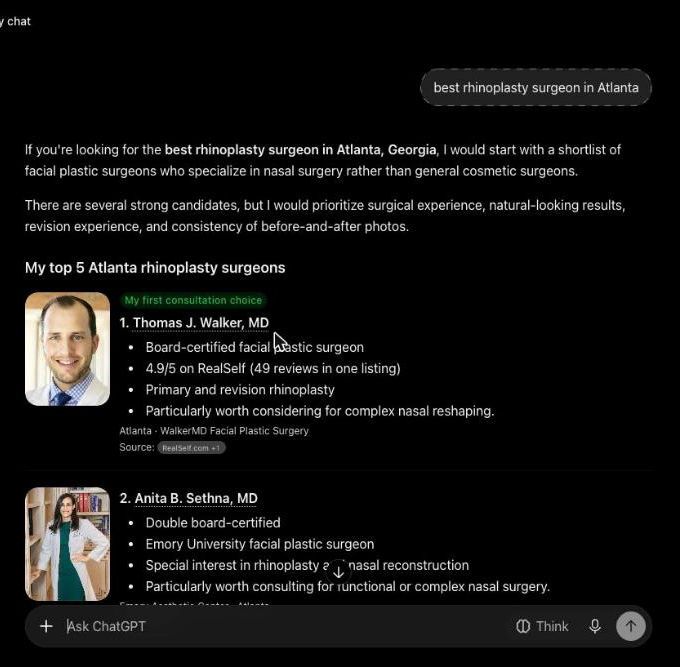 y chat
best rhinoplasty surgeon in Atlanta
If you're looking for the best rhinoplasty surgeon in Atlanta, Georgia, I would start with a shortlist of
facial plastic surgeons who specialize in nasal surgery rather than general cosmetic surgeons.
There are several strong candidates, but I would prioritize surgical experience, natural-looking results,
revision experience, and consistency of before-and-after photos.
My top 5 Atlanta rhinoplasty surgeons
My first consultation choice
1. Thomas J. Walker, MD
• Board-certified facial plastic surgeon
• 4.9/5 on RealSelf (49 reviews in one listing)
• Primary and revision rhinoplasty
• Particularly worth considering for complex nasal reshaping.
Atlanta · WalkerMD Facial Plastic Surgery
Source: RealSelf.com +1
2. Anita B. Sethna, MD
• Double board-certified
• Emory University facial plastic surgeon
• Special interest in rhinoplasty a nasal reconstruction
• Particularly worth consulting for functional or complex nasal surgery.
Emory Aesthetic Center · Atlanta
Ask ChatGPT
Think